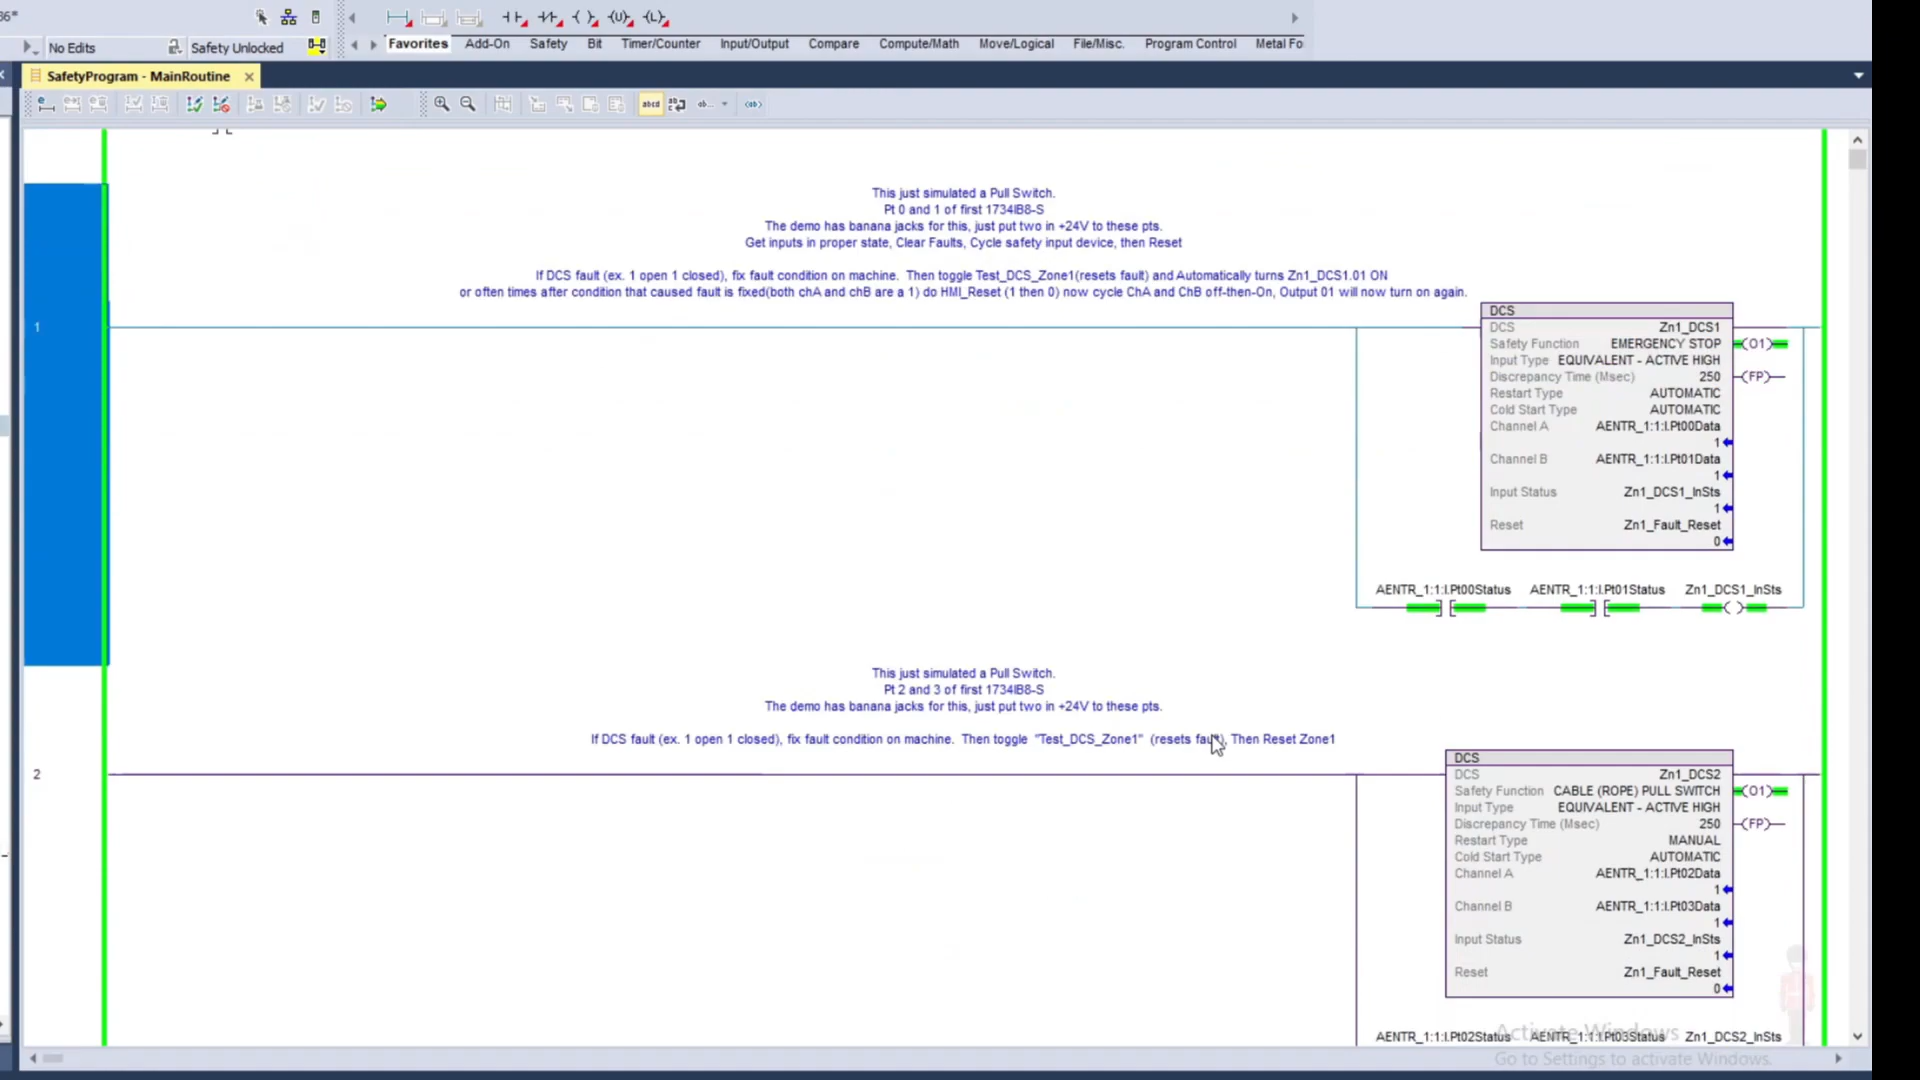 36*
No Edits
Safety Unlocked
Favorites Add-On Safety Bit Timer/Counter Input/Output Compare Compute/Math Move/Logical File/Misc. Program Control Metal Fo
SafetyProgram - MainRoutine
This just simulated a Pull Switch.
Pt 0 and 1 of first 1734IB8-S
The demo has banana jacks for this, just put two in +24V to these pts.
Get inputs in proper state, Clear Faults, Cycle safety input device, then Reset
If DCS fault (ex. 1 open 1 closed), fix fault condition on machine. Then toggle Test_DCS_Zone1(resets fault) and Automatically turns Zn1_DCS1.01 ON
or often times after condition that caused fault is fixed(both chA and chB are a 1) do HMI_Reset (1 then 0) now cycle ChA and ChB off-then-On, Output 01 will now turn on again.
1
DCS
DCS Zn1_DCS1
Safety Function EMERGENCY STOP (O1)
Input Type EQUIVALENT - ACTIVE HIGH
Discrepancy Time (Msec) 250 (FP)
Restart Type AUTOMATIC
Cold Start Type AUTOMATIC
Channel A AENTR_1:1:I.Pt00Data
1
Channel B AENTR_1:1:I.Pt01Data
1
Input Status Zn1_DCS1_InSts
1
Reset Zn1_Fault_Reset
0
AENTR_1:1:I.Pt00Status AENTR_1:1:I.Pt01Status Zn1_DCS1_InSts
This just simulated a Pull Switch.
Pt 2 and 3 of first 1734IB8-S
The demo has banana jacks for this, just put two in +24V to these pts.
If DCS fault (ex. 1 open 1 closed), fix fault condition on machine. Then toggle "Test_DCS_Zone1" (resets fault), Then Reset Zone1
2
DCS
DCS Zn1_DCS2
Safety Function CABLE (ROPE) PULL SWITCH (O1)
Input Type EQUIVALENT - ACTIVE HIGH
Discrepancy Time (Msec) 250 (FP)
Restart Type MANUAL
Cold Start Type AUTOMATIC
Channel A AENTR_1:1:I.Pt02Data
1
Channel B AENTR_1:1:I.Pt03Data
1
Input Status Zn1_DCS2_InSts
1
Reset Zn1_Fault_Reset
0
AENTR_1:1:I.Pt02Status AENTR_1:1:I.Pt03Status Zn1_DCS2_InSts
Activate Windows
Go to Settings to activate Windows.